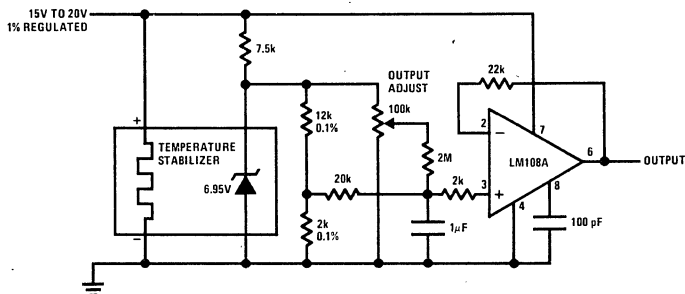 15V TO 20V
1% REGULATED
7.5k
22k
OUTPUT
ADJUST
12k
0.1%
100k
2
7
+
TEMPERATURE
STABILIZER
−
2M
LM108A
6
OUTPUT
6.95V
20k
2k
3
+
8
4
2k
0.1%
1µF
100 pF
−